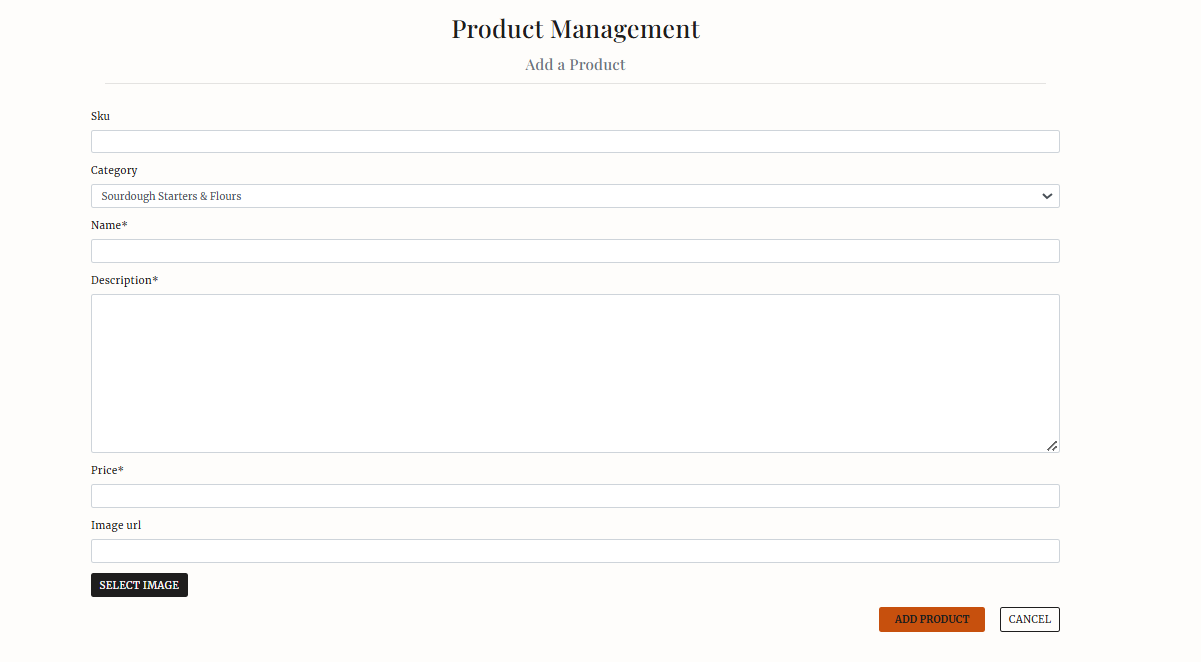 Product Management
Add a Product
Sku
Category
Sourdough Starters & Flours
Name*
Description*
Price*
Image url
SELECT IMAGE
ADD PRODUCT
CANCEL